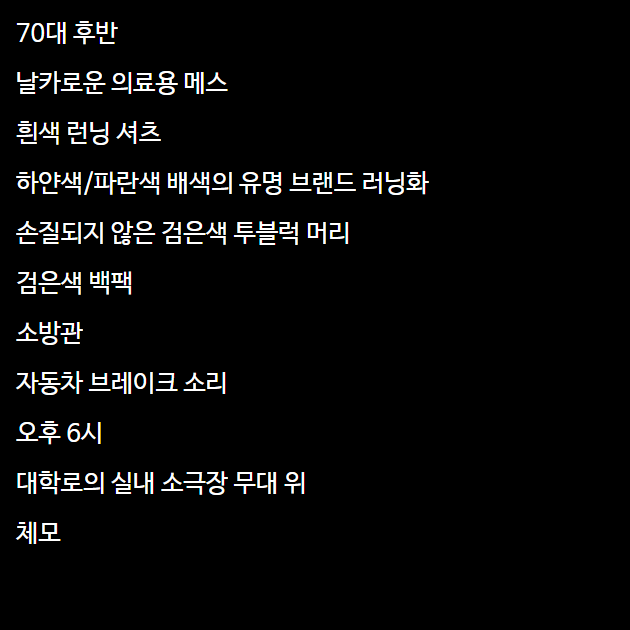 70대 후반
날카로운 의료용 메스
흰색 런닝 셔츠
하얀색/파란색 배색의 유명 브랜드 러닝화
손질되지 않은 검은색 투블럭 머리
검은색 백팩
소방관
자동차 브레이크 소리
오후 6시
대학로의 실내 소극장 무대 위
체모